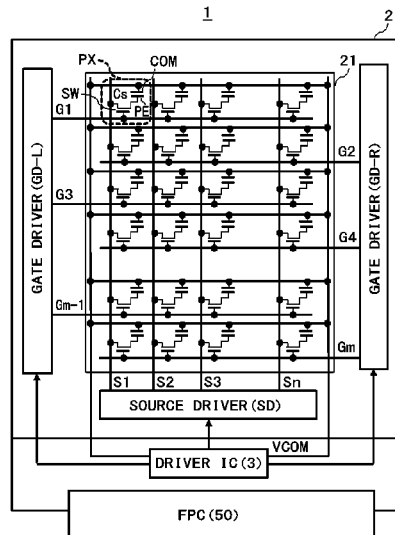 1
2
PX
COM
21
SW
Cs
PE
G1
G2
G3
G4
Gm-1
Gm
GATE DRIVER(GD-L)
GATE DRIVER(GD-R)
S1 S2 S3 Sn
SOURCE DRIVER(SD)
VCOM
DRIVER IC(3)
FPC(50)